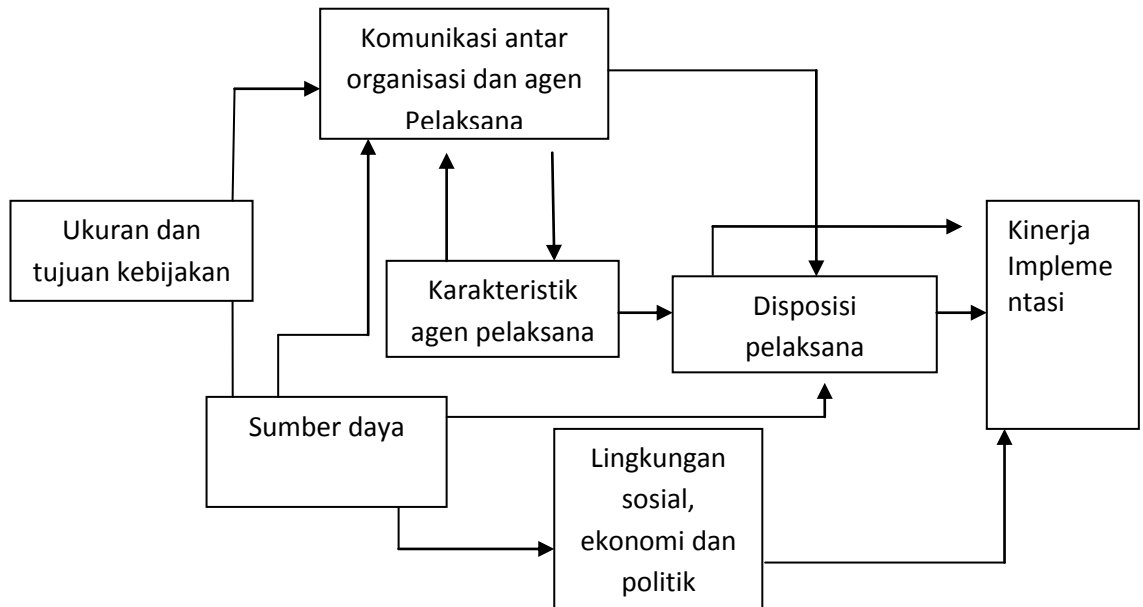 Komunikasi antar
organisasi dan agen
Pelaksana
Ukuran dan
tujuan kebijakan
Karakteristik
agen pelaksana
Disposisi
pelaksana
Kinerja
Impleme
ntasi
Sumber daya
Lingkungan
sosial,
ekonomi dan
politik